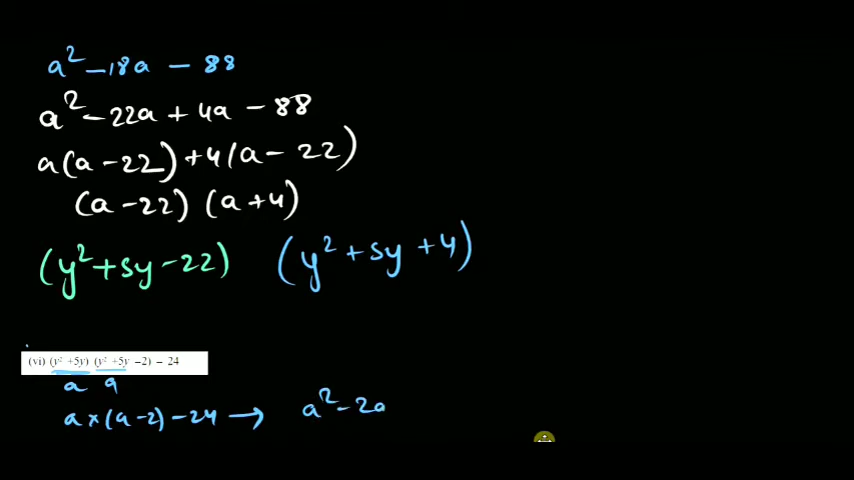 a² - 18a - 88
a² - 22a + 4a - 88
a(a - 22) + 4(a - 22)
(a - 22) (a + 4)
(y² + 5y - 22) (y² + 5y + 4)
(vi) (y² +5y) (y² +5y -2) - 24
a a
a × (a - 2) - 24 → a² - 2a